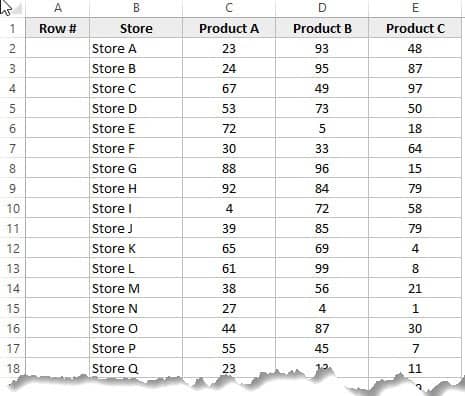 A B C D E
1 Row # Store Product A Product B Product C
2 Store A 23 93 48
3 Store B 24 95 87
4 Store C 67 49 97
5 Store D 53 73 50
6 Store E 72 5 18
7 Store F 30 33 64
8 Store G 88 96 15
9 Store H 92 84 79
10 Store I 4 72 58
11 Store J 39 85 79
12 Store K 65 69 4
13 Store L 61 99 8
14 Store M 38 56 21
15 Store N 27 4 1
16 Store O 44 87 30
17 Store P 55 45 7
18 Store Q 23 11